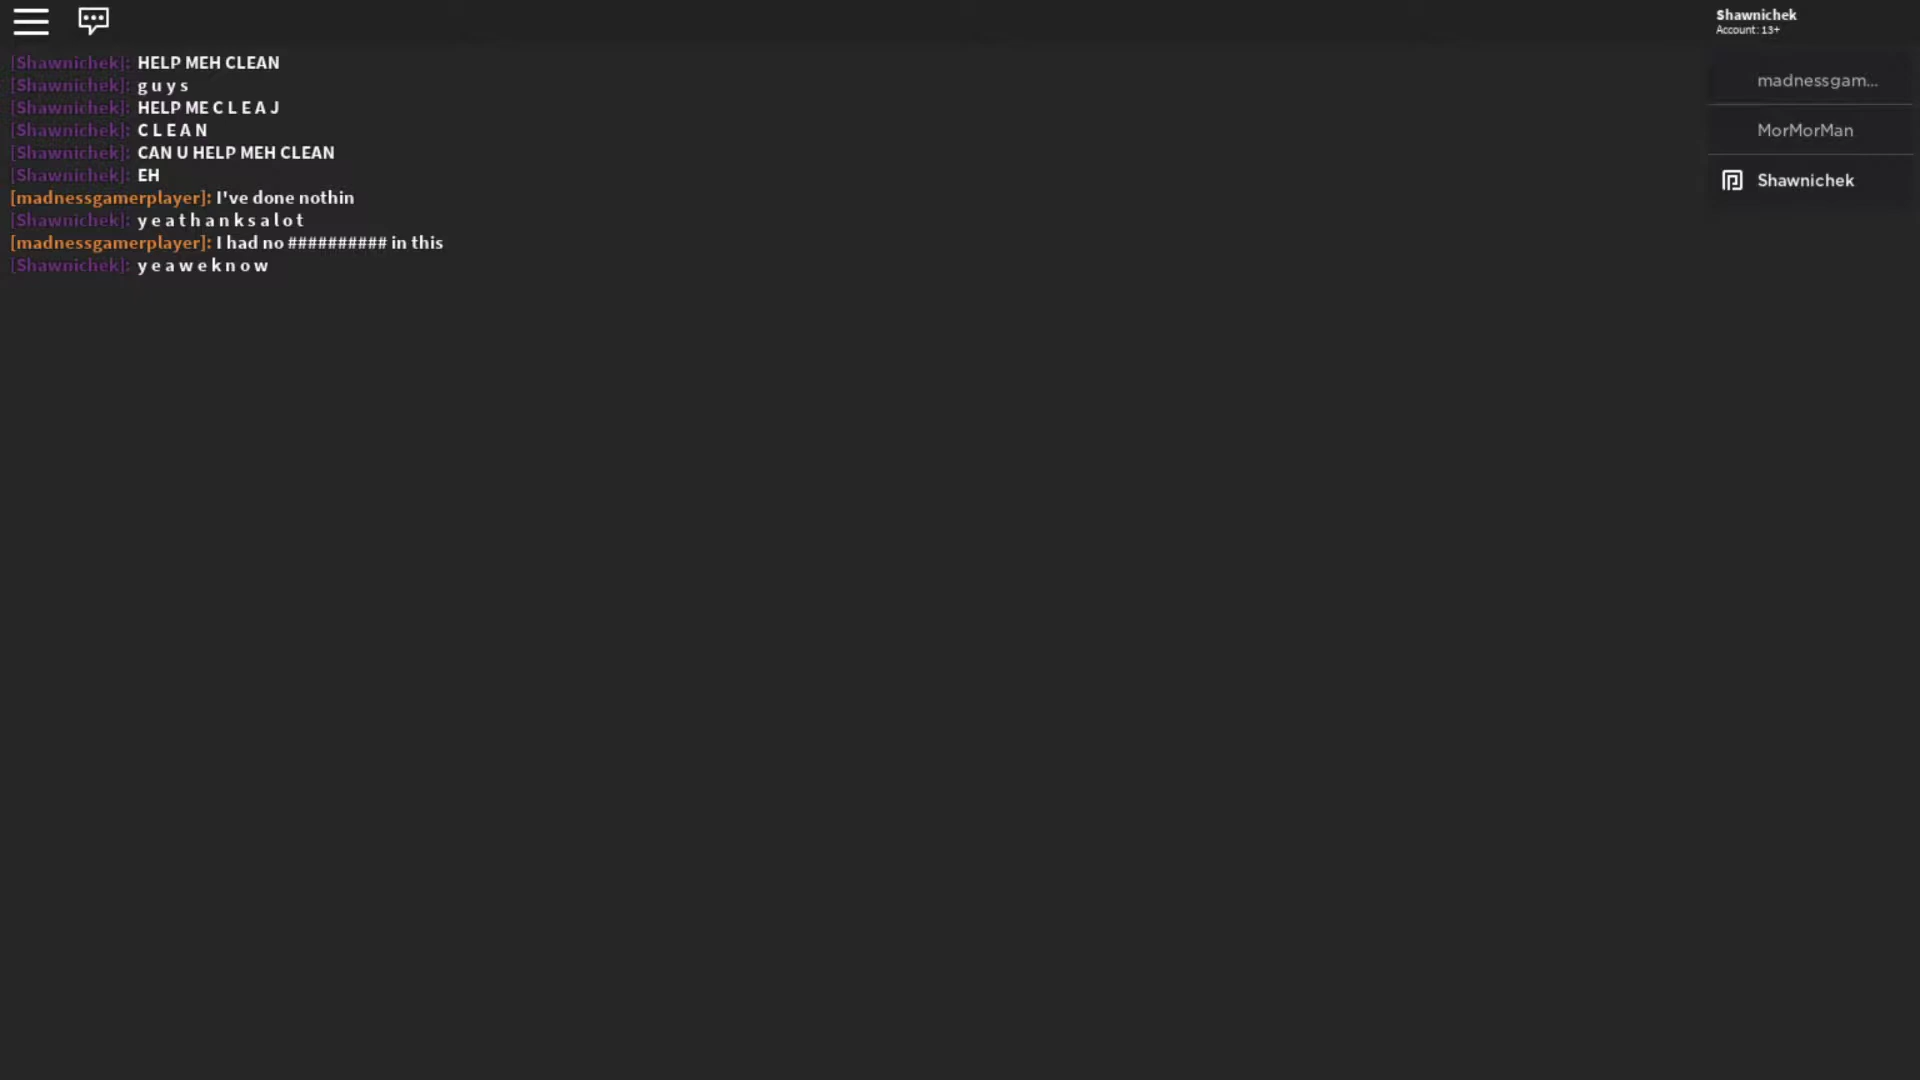 Shawnichek
Account: 13+
[Shawnichek]: HELP MEH CLEAN
[Shawnichek]: g u y s
[Shawnichek]: HELP ME C L E A J
[Shawnichek]: C L E A N
[Shawnichek]: CAN U HELP MEH CLEAN
[Shawnichek]: EH
[madnessgamerplayer]: I've done nothin
[Shawnichek]: y e a t h a n k s a l o t
[madnessgamerplayer]: I had no ########## in this
[Shawnichek]: y e a w e k n o w
madnessgam...
MorMorMan
Shawnichek